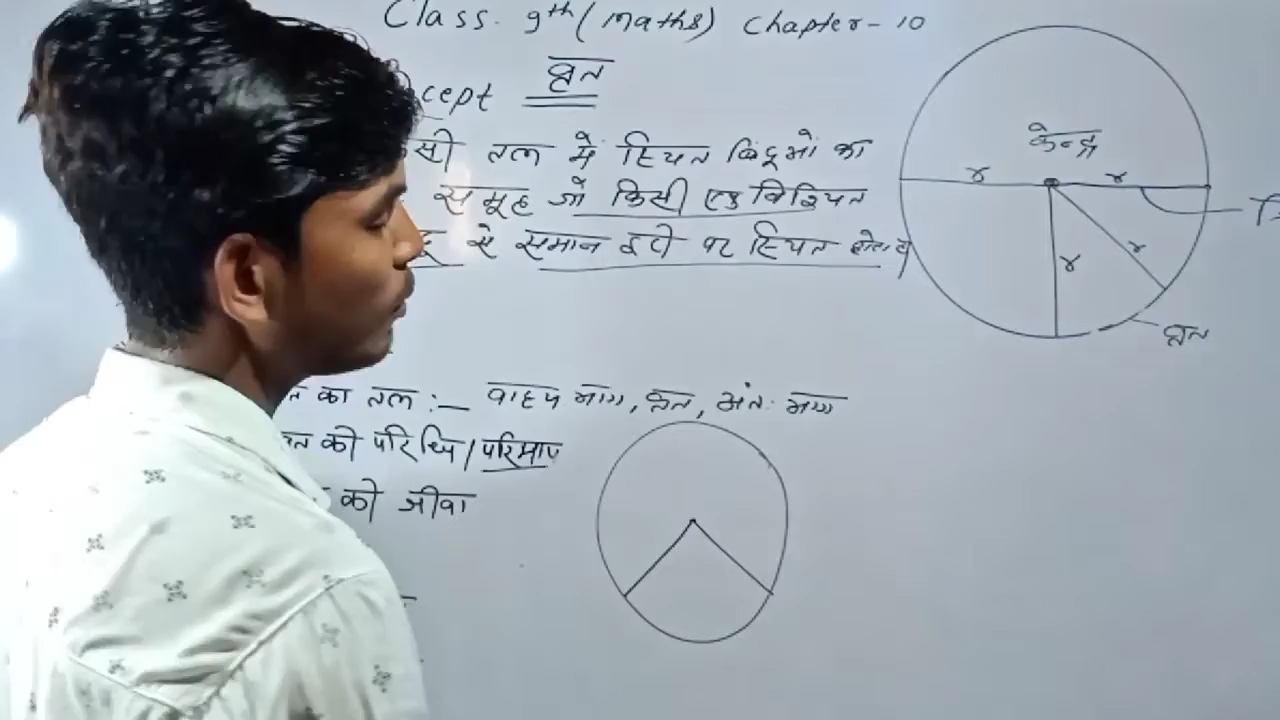 Class. 9th (maths) Chapter-10
cept वृत्त
सी तल में स्थित बिंदुओं का
समूह जो किसी एक निश्चित
से समान दूरी पर स्थित होता है
केन्द्र
r r
r r
वृत्त
का तल :- वाह्य भाग, वृत्त, अंतः भाग
की परिधि/परिमाप
की जीवा